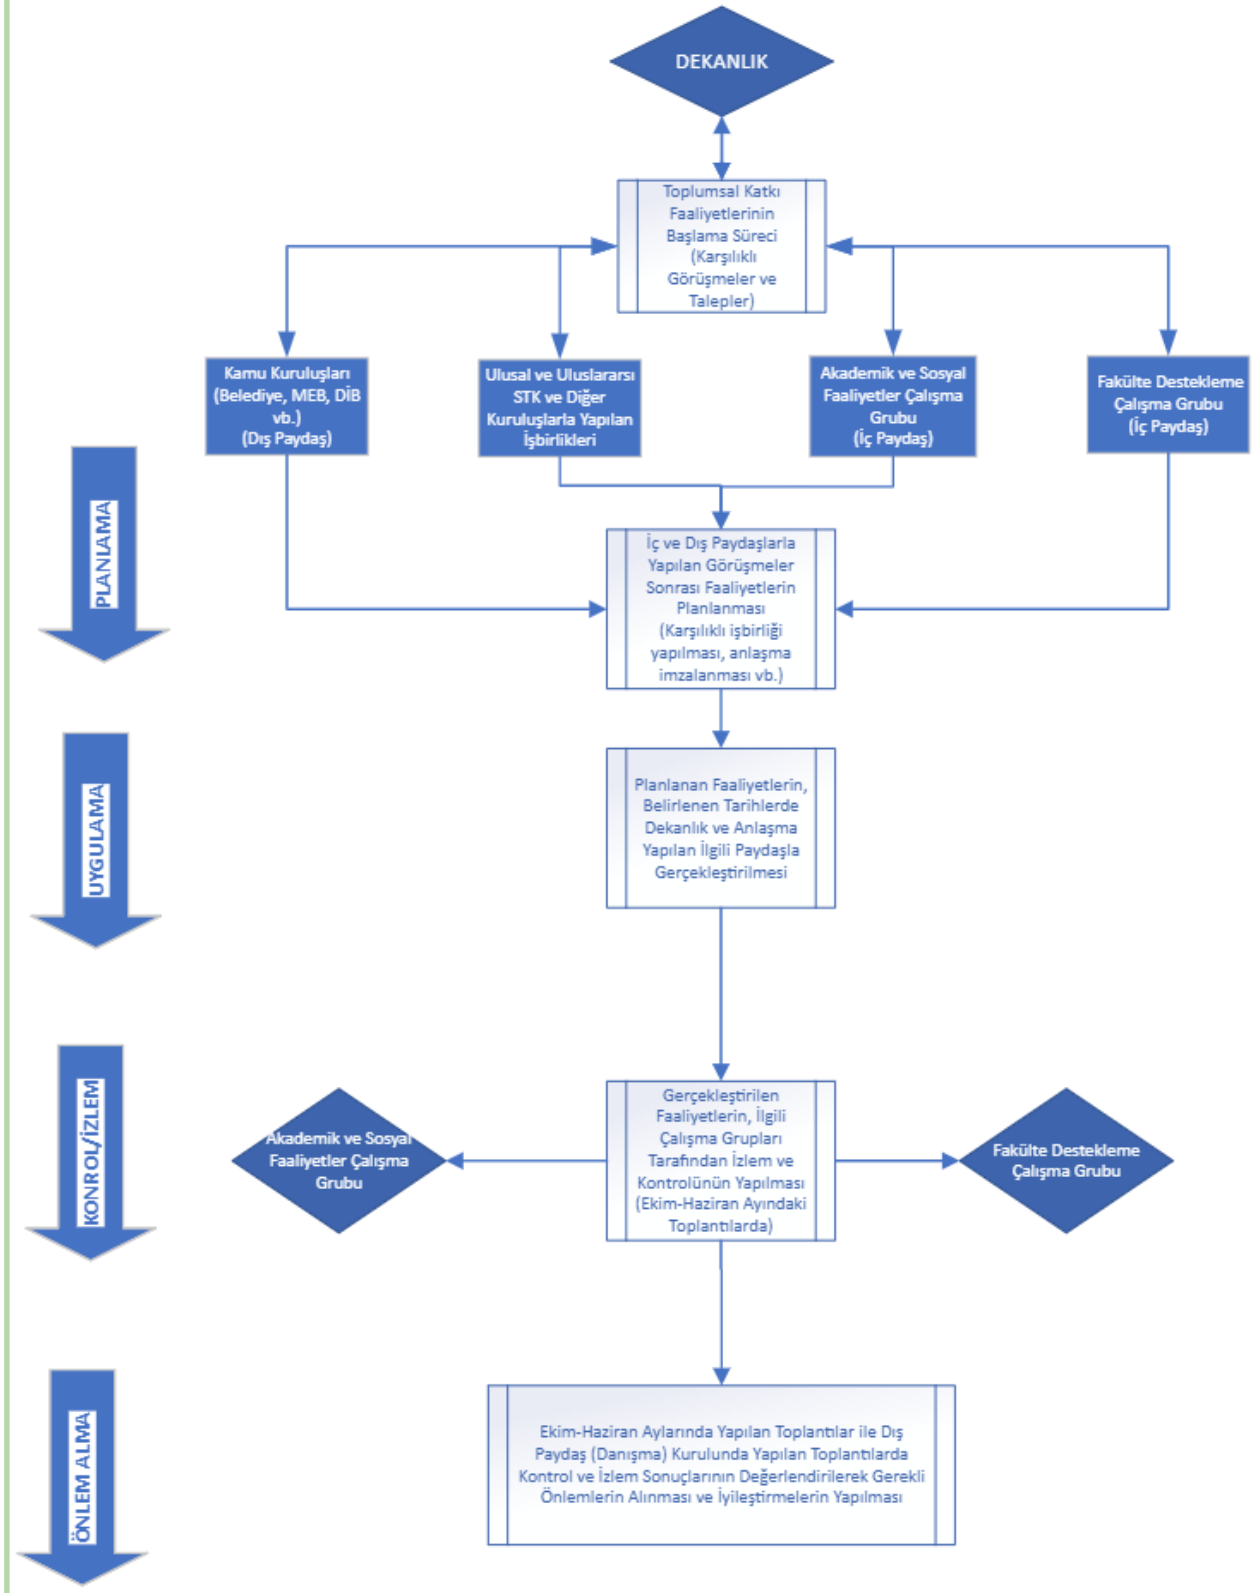 DEKANLIK
Toplumsal Katkı
Faaliyetlerinin
Başlama Süreci
(Karşılıklı
Görüşmeler ve
Talepler)
Kamu Kuruluşları
(Belediye, MEB, DİB
vb.)
(Dış Paydaş)
Ulusal ve Uluslararsı
STK ve Diğer
Kuruluşlarla Yapılan
İşbirlikleri
Akademik ve Sosyal
Faaliyetler Çalışma
Grubu
(İç Paydaş)
Fakülte Destekleme
Çalışma Grubu
(İç Paydaş)
PLANLAMA
İç ve Dış Paydaşlarla
Yapılan Görüşmeler
Sonrası Faaliyetlerin
Planlanması
(Karşılıklı işbirliği
yapılması, anlaşma
imzalanması vb.)
UYGULAMA
Planlanan Faaliyetlerin,
Belirlenen Tarihlerde
Dekanlık ve Anlaşma
Yapılan İlgili Paydaşla
Gerçekleştirilmesi
KONROL/İZLEM
Akademik ve Sosyal
Faaliyetler Çalışma
Grubu
Gerçekleştirilen
Faaliyetlerin, İlgili
Çalışma Grupları
Tarafından İzlem ve
Kontrolünün Yapılması
(Ekim-Haziran Ayındaki
Toplantılarda)
Fakülte Destekleme
Çalışma Grubu
ÖNLEM ALMA
Ekim-Haziran Aylarında Yapılan Toplantılar ile Dış
Paydaş (Danışma) Kurulunda Yapılan Toplantılarda
Kontrol ve İzlem Sonuçlarının Değerlendirilerek Gerekli
Önlemlerin Alınması ve İyileştirmelerin Yapılması